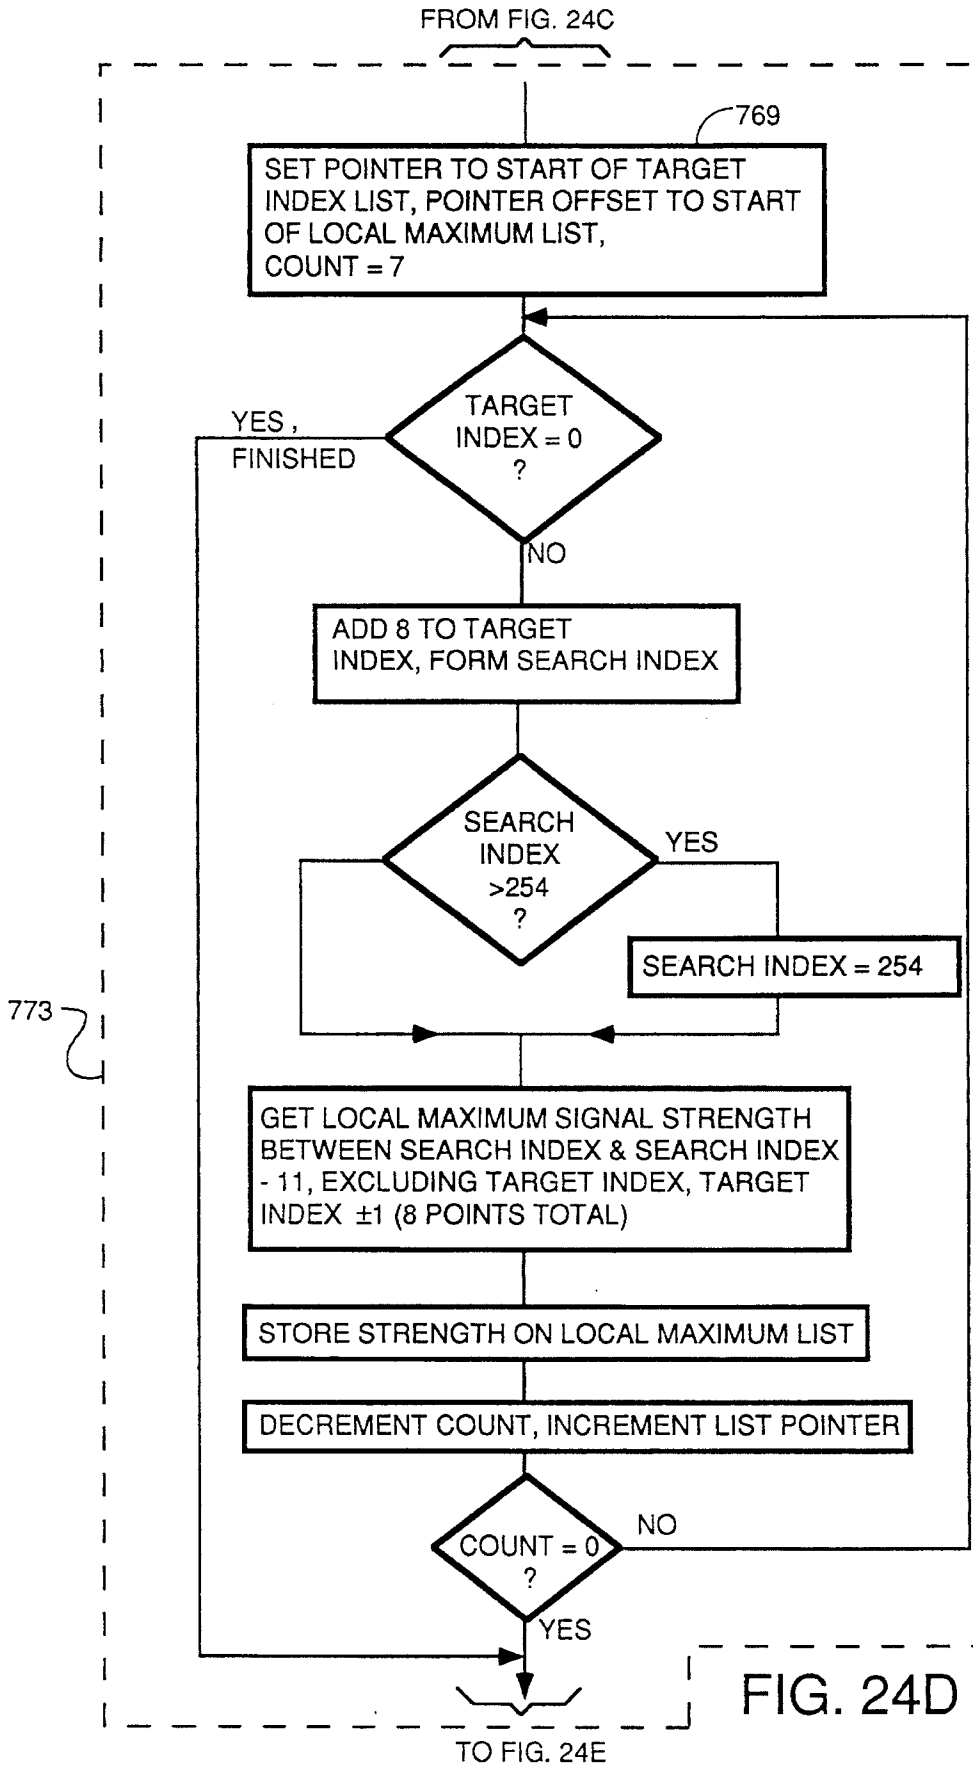 FROM FIG. 24C
769
SET POINTER TO START OF TARGET
INDEX LIST, POINTER OFFSET TO START
OF LOCAL MAXIMUM LIST,
COUNT = 7
TARGET
INDEX = 0
?
YES ,
FINISHED
NO
ADD 8 TO TARGET
INDEX, FORM SEARCH INDEX
SEARCH
INDEX
>254
?
YES
SEARCH INDEX = 254
773
GET LOCAL MAXIMUM SIGNAL STRENGTH
BETWEEN SEARCH INDEX & SEARCH INDEX
- 11, EXCLUDING TARGET INDEX, TARGET
INDEX ±1 (8 POINTS TOTAL)
STORE STRENGTH ON LOCAL MAXIMUM LIST
DECREMENT COUNT, INCREMENT LIST POINTER
COUNT = 0
?
NO
YES
FIG. 24D
TO FIG. 24E